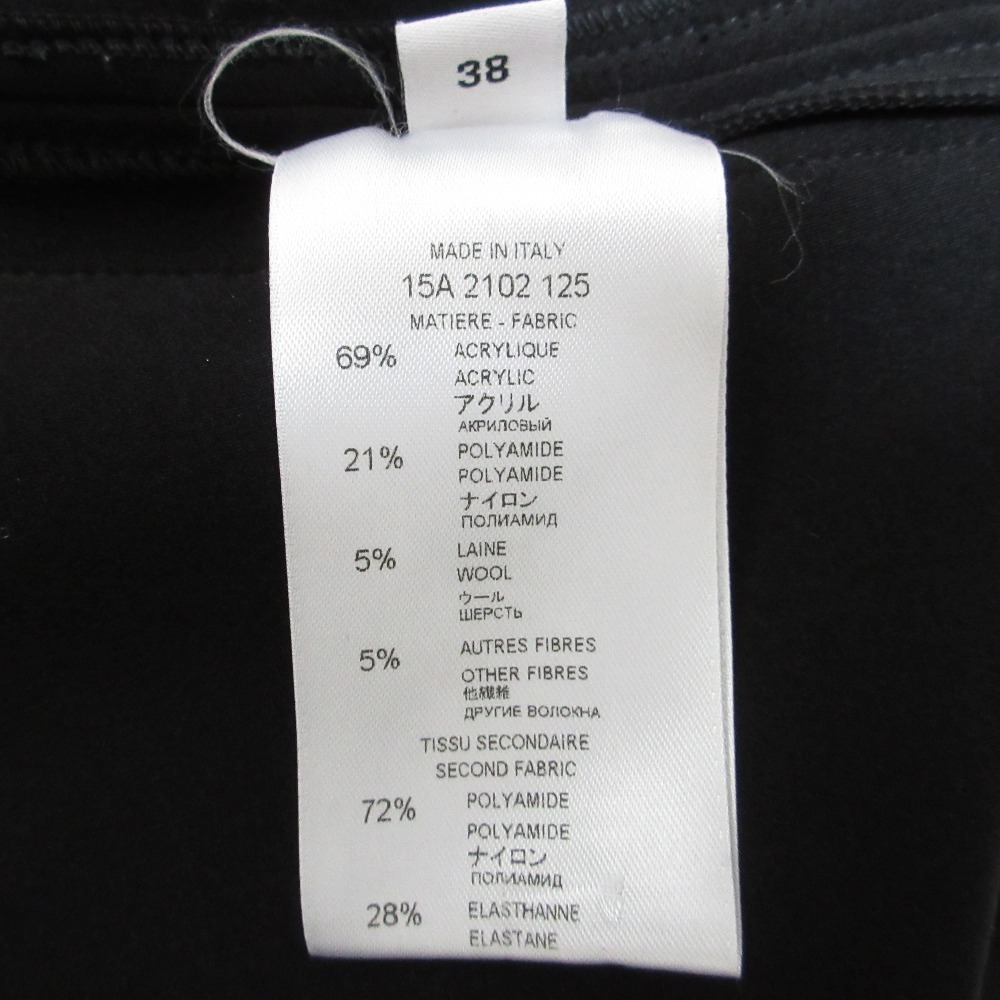 38
MADE IN ITALY
15A 2102 125
MATIERE - FABRIC
69% ACRYLIQUE
ACRYLIC
アクリル
АКРИЛОВЫЙ
21% POLYAMIDE
POLYAMIDE
ナイロン
ПОЛИАМИД
5% LAINE
WOOL
ウール
ШЕРСТЬ
5% AUTRES FIBRES
OTHER FIBRES
他繊維
ДРУГИЕ ВОЛОКНА
TISSU SECONDAIRE
SECOND FABRIC
72% POLYAMIDE
POLYAMIDE
ナイロン
ПОЛИАМИД
28% ELASTHANNE
ELASTANE